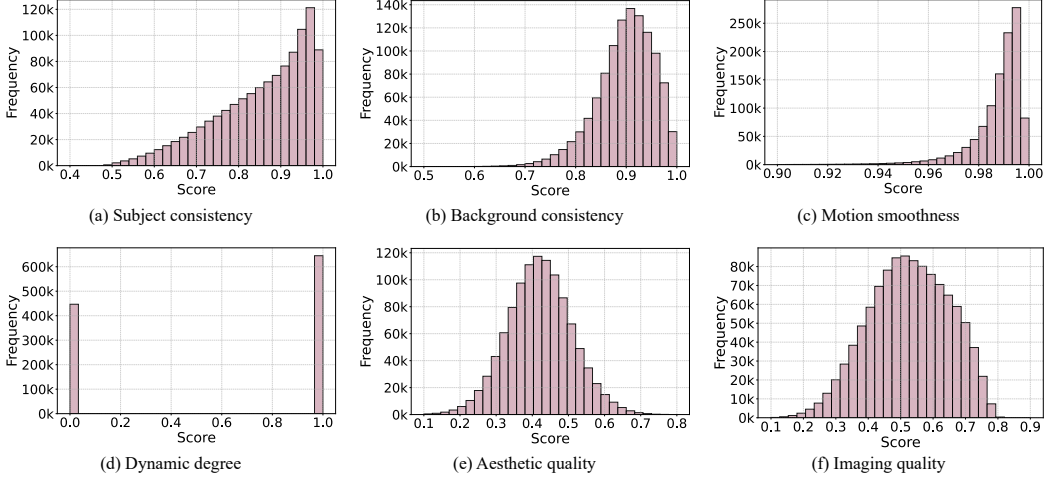 120k
100k
80k
60k
40k
20k
0k
Frequency
0.4 0.5 0.6 0.7 0.8 0.9 1.0
Score
(a) Subject consistency
140k
120k
100k
80k
60k
40k
20k
0k
Frequency
0.5 0.6 0.7 0.8 0.9 1.0
Score
(b) Background consistency
250k
200k
150k
100k
50k
0k
Frequency
0.90 0.92 0.94 0.96 0.98 1.00
Score
(c) Motion smoothness
600k
500k
400k
300k
200k
100k
0k
Frequency
0.0 0.2 0.4 0.6 0.8 1.0
Score
(d) Dynamic degree
120k
100k
80k
60k
40k
20k
0k
Frequency
0.1 0.2 0.3 0.4 0.5 0.6 0.7 0.8
Score
(e) Aesthetic quality
80k
70k
60k
50k
40k
30k
20k
10k
0k
Frequency
0.1 0.2 0.3 0.4 0.5 0.6 0.7 0.8 0.9
Score
(f) Imaging quality